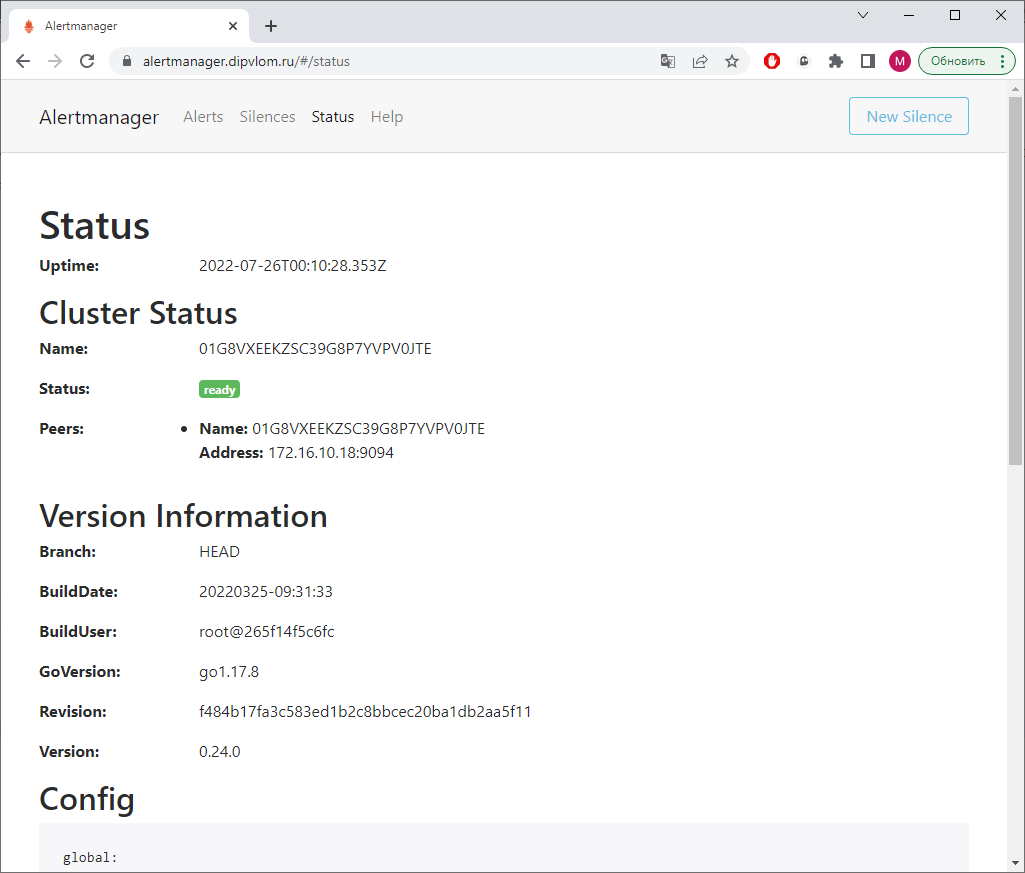 Alertmanager
alertmanager.dipvlom.ru/#/status
M
Обновить
Alertmanager Alerts Silences Status Help New Silence
Status
Uptime: 2022-07-26T00:10:28.353Z
Cluster Status
Name: 01G8VXEEKZSC39G8P7YVPV0JTE
Status: ready
Peers: • Name: 01G8VXEEKZSC39G8P7YVPV0JTE
Address: 172.16.10.18:9094
Version Information
Branch: HEAD
BuildDate: 20220325-09:31:33
BuildUser: root@265f14f5c6fc
GoVersion: go1.17.8
Revision: f484b17fa3c583ed1b2c8bbcec20ba1db2aa5f11
Version: 0.24.0
Config
global: